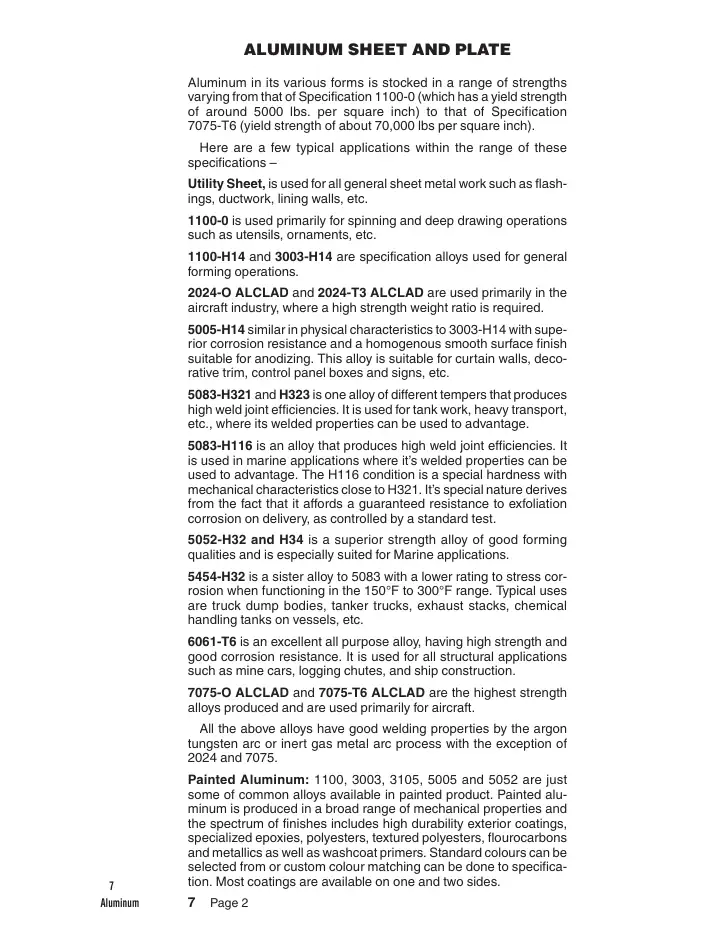 ALUMINUM SHEET AND PLATE
Aluminum in its various forms is stocked in a range of strengths
varying from that of Specification 1100-0 (which has a yield strength
of around 5000 lbs. per square inch) to that of Specification
7075-T6 (yield strength of about 70,000 lbs per square inch).
Here are a few typical applications within the range of these
specifications –
Utility Sheet, is used for all general sheet metal work such as flash-
ings, ductwork, lining walls, etc.
1100-0 is used primarily for spinning and deep drawing operations
such as utensils, ornaments, etc.
1100-H14 and 3003-H14 are specification alloys used for general
forming operations.
2024-O ALCLAD and 2024-T3 ALCLAD are used primarily in the
aircraft industry, where a high strength weight ratio is required.
5005-H14 similar in physical characteristics to 3003-H14 with supe-
rior corrosion resistance and a homogenous smooth surface finish
suitable for anodizing. This alloy is suitable for curtain walls, deco-
rative trim, control panel boxes and signs, etc.
5083-H321 and H323 is one alloy of different tempers that produces
high weld joint efficiencies. It is used for tank work, heavy transport,
etc., where its welded properties can be used to advantage.
5083-H116 is an alloy that produces high weld joint efficiencies. It
is used in marine applications where it’s welded properties can be
used to advantage. The H116 condition is a special hardness with
mechanical characteristics close to H321. It’s special nature derives
from the fact that it affords a guaranteed resistance to exfoliation
corrosion on delivery, as controlled by a standard test.
5052-H32 and H34 is a superior strength alloy of good forming
qualities and is especially suited for Marine applications.
5454-H32 is a sister alloy to 5083 with a lower rating to stress cor-
rosion when functioning in the 150°F to 300°F range. Typical uses
are truck dump bodies, tanker trucks, exhaust stacks, chemical
handling tanks on vessels, etc.
6061-T6 is an excellent all purpose alloy, having high strength and
good corrosion resistance. It is used for all structural applications
such as mine cars, logging chutes, and ship construction.
7075-O ALCLAD and 7075-T6 ALCLAD are the highest strength
alloys produced and are used primarily for aircraft.
All the above alloys have good welding properties by the argon
tungsten arc or inert gas metal arc process with the exception of
2024 and 7075.
Painted Aluminum: 1100, 3003, 3105, 5005 and 5052 are just
some of common alloys available in painted product. Painted alu-
minum is produced in a broad range of mechanical properties and
the spectrum of finishes includes high durability exterior coatings,
specialized epoxies, polyesters, textured polyesters, flourocarbons
and metallics as well as washcoat primers. Standard colours can be
selected from or custom colour matching can be done to specifica-
tion. Most coatings are available on one and two sides.
7
Aluminum
7 Page 2